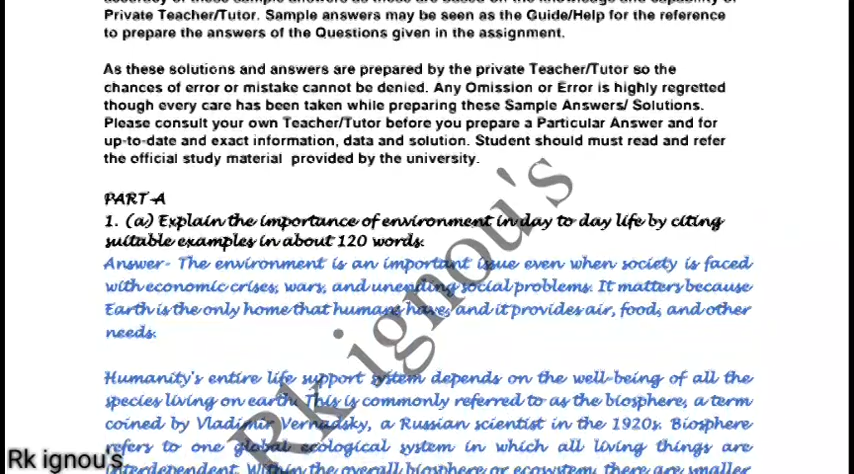 accuracy of these sample answers as these are based on the knowledge and capability of
Private Teacher/Tutor. Sample answers may be seen as the Guide/Help for the reference
to prepare the answers of the Questions given in the assignment.
As these solutions and answers are prepared by the private Teacher/Tutor so the
chances of error or mistake cannot be denied. Any Omission or Error is highly regretted
though every care has been taken while preparing these Sample Answers/ Solutions.
Please consult your own Teacher/Tutor before you prepare a Particular Answer and for
up-to-date and exact information, data and solution. Student should must read and refer
the official study material provided by the university.
PART-A
1. (a) Explain the importance of environment in day to day life by citing
suitable examples in about 120 words.
Answer- The environment is an important issue even when society is faced
with economic crises, wars, and unending social problems. It matters because
Earth is the only home that humans have, and it provides air, food, and other
needs.
Humanity's entire life support system depends on the well-being of all the
species living on earth. This is commonly referred to as the biosphere, a term
coined by Vladimir Vernadsky, a Russian scientist in the 1920s. Biosphere
refers to one global ecological system in which all living things are
interdependent. Within the overall biosphere or ecosystem, there are smaller
Rk ignou's
Rk ignou's